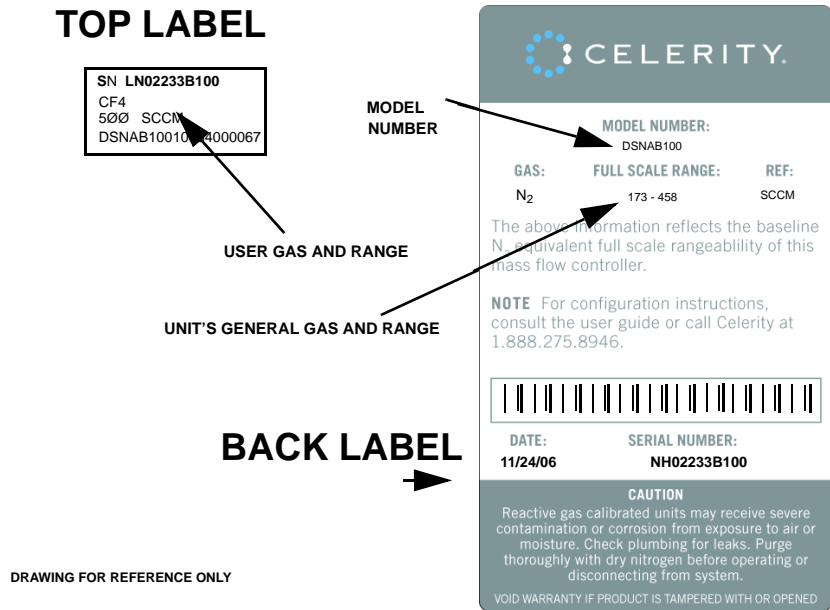 TOP LABEL
SN LN02233B100
CF4
5ØØ SCCM
DSNAB10010 4000067
USER GAS AND RANGE
UNIT'S GENERAL GAS AND RANGE
BACK LABEL
DRAWING FOR REFERENCE ONLY
MODEL
NUMBER
CELERITY.
MODEL NUMBER:
DSNAB100
GAS: FULL SCALE RANGE: REF:
N2 173 - 458 SCCM
The above information reflects the baseline
N equivalent full scale rangeablility of this
mass flow controller.
NOTE For configuration instructions,
consult the user guide or call Celerity at
1.888.275.8946.
DATE: SERIAL NUMBER:
11/24/06 NH02233B100
CAUTION
Reactive gas calibrated units may receive severe
contamination or corrosion from exposure to air or
moisture. Check plumbing for leaks. Purge
thoroughly with dry nitrogen before operating or
disconnecting from system.
VOID WARRANTY IF PRODUCT IS TAMPERED WITH OR OPENED